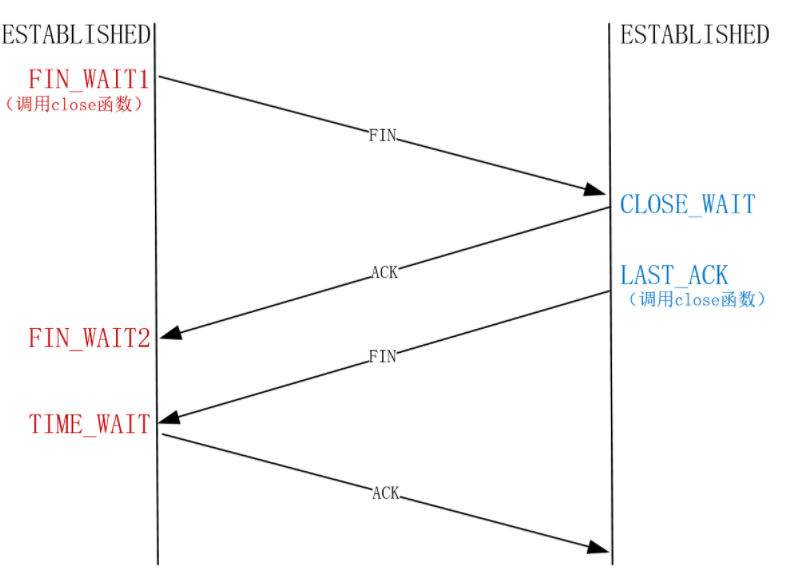 ESTABLISHED
ESTABLISHED
FIN_WAIT1
（调用close函数）
FIN
CLOSE_WAIT
ACK
LAST_ACK
（调用close函数）
FIN_WAIT2
FIN
TIME_WAIT
ACK